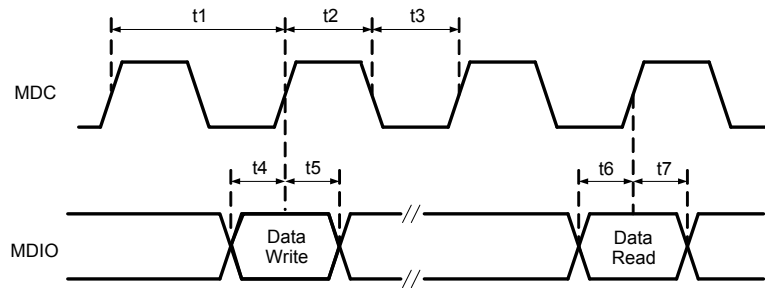 t1 t2 t3
MDC
t4 t5 t6 t7
MDIO
Data
Write
//
//
Data
Read